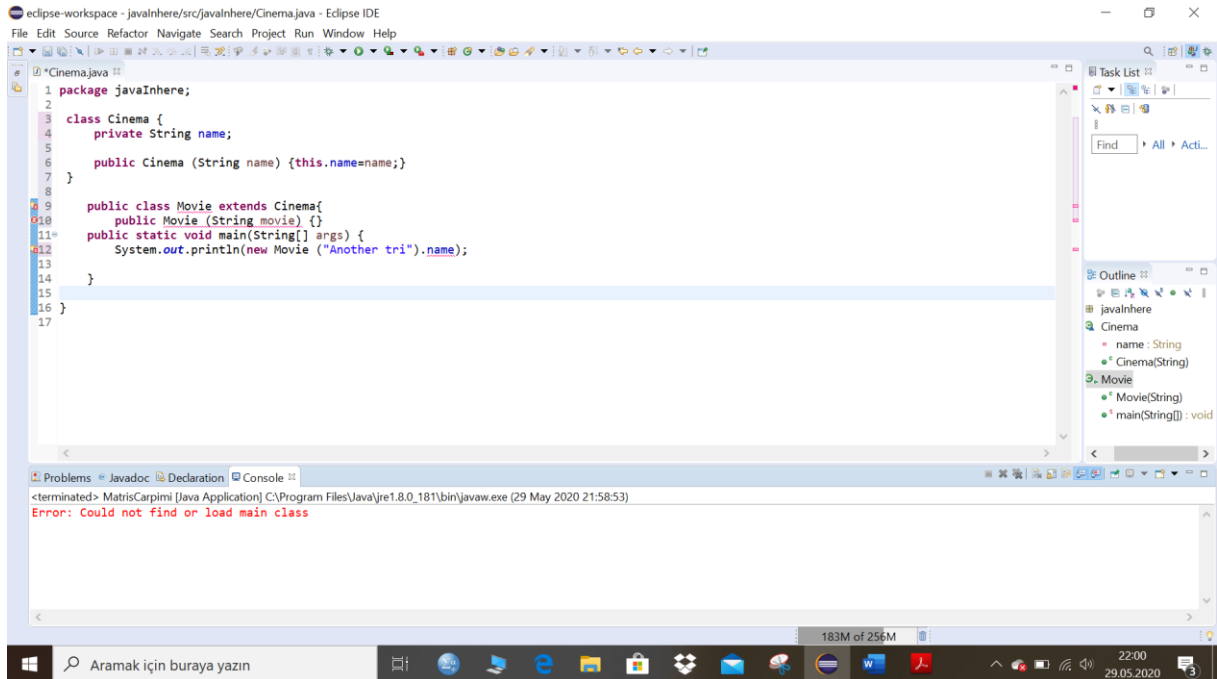 eclipse-workspace - javaInhere/src/javaInhere/Cinema.java - Eclipse IDE
File Edit Source Refactor Navigate Search Project Run Window Help
*Cinema.java
1 package javaInhere;
2
3 class Cinema {
4 private String name;
5
6 public Cinema (String name) {this.name=name;}
7 }
8
9 public class Movie extends Cinema{
10 public Movie (String movie) {}
11 public static void main(String[] args) {
12 System.out.println(new Movie ("Another tri").name);
13
14 }
15
16 }
17
Task List
Find All Acti...
Outline
javaInhere
Cinema
name : String
Cinema(String)
Movie
Movie(String)
main(String[]) : void
Problems Javadoc Declaration Console
<terminated> MatrisCarpimi [Java Application] C:\Program Files\Java\jre1.8.0_181\bin\javaw.exe (29 May 2020 21:58:53)
Error: Could not find or load main class
183M of 256M
Aramak için buraya yazın
22:00
29.05.2020
3